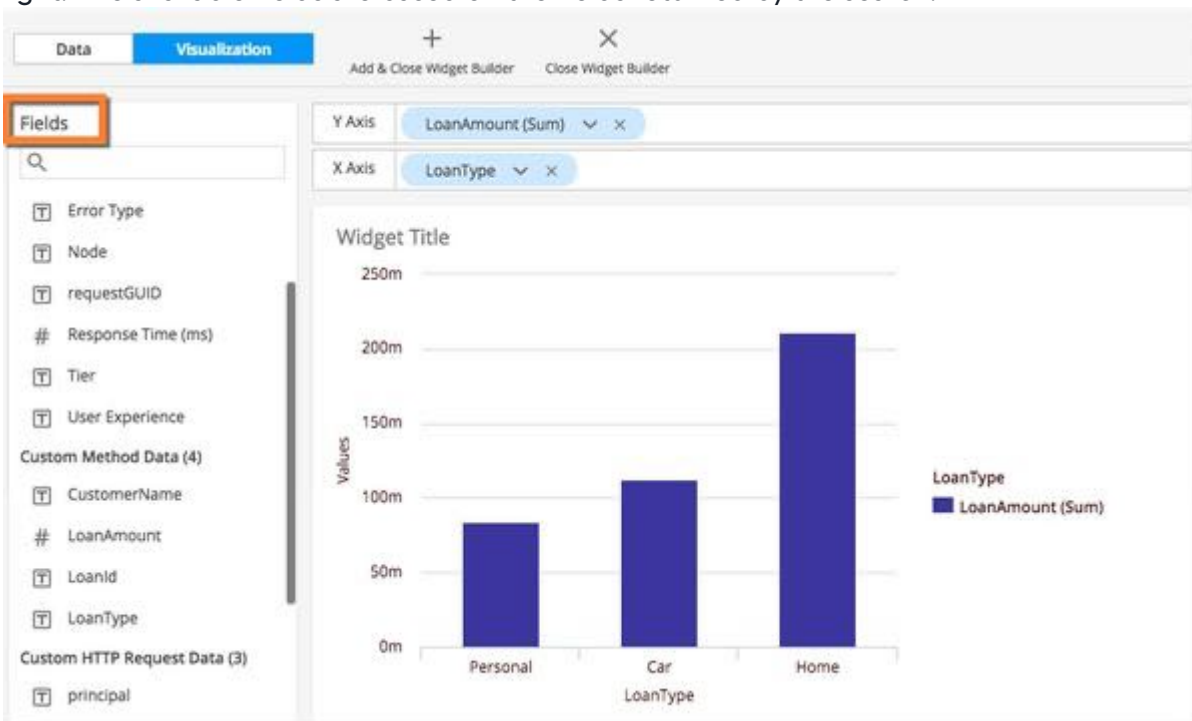 Data
Visualization
Add & Close Widget Builder
Close Widget Builder
Fields
Error Type
Node
requestGUID
# Response Time (ms)
Tier
User Experience
Custom Method Data (4)
CustomerName
# LoanAmount
LoanId
LoanType
Custom HTTP Request Data (3)
principal
Y Axis
LoanAmount (Sum)
X Axis
LoanType
Widget Title
250m
200m
150m
100m
50m
0m
Values
Personal
Car
Home
LoanType
LoanType
LoanAmount (Sum)